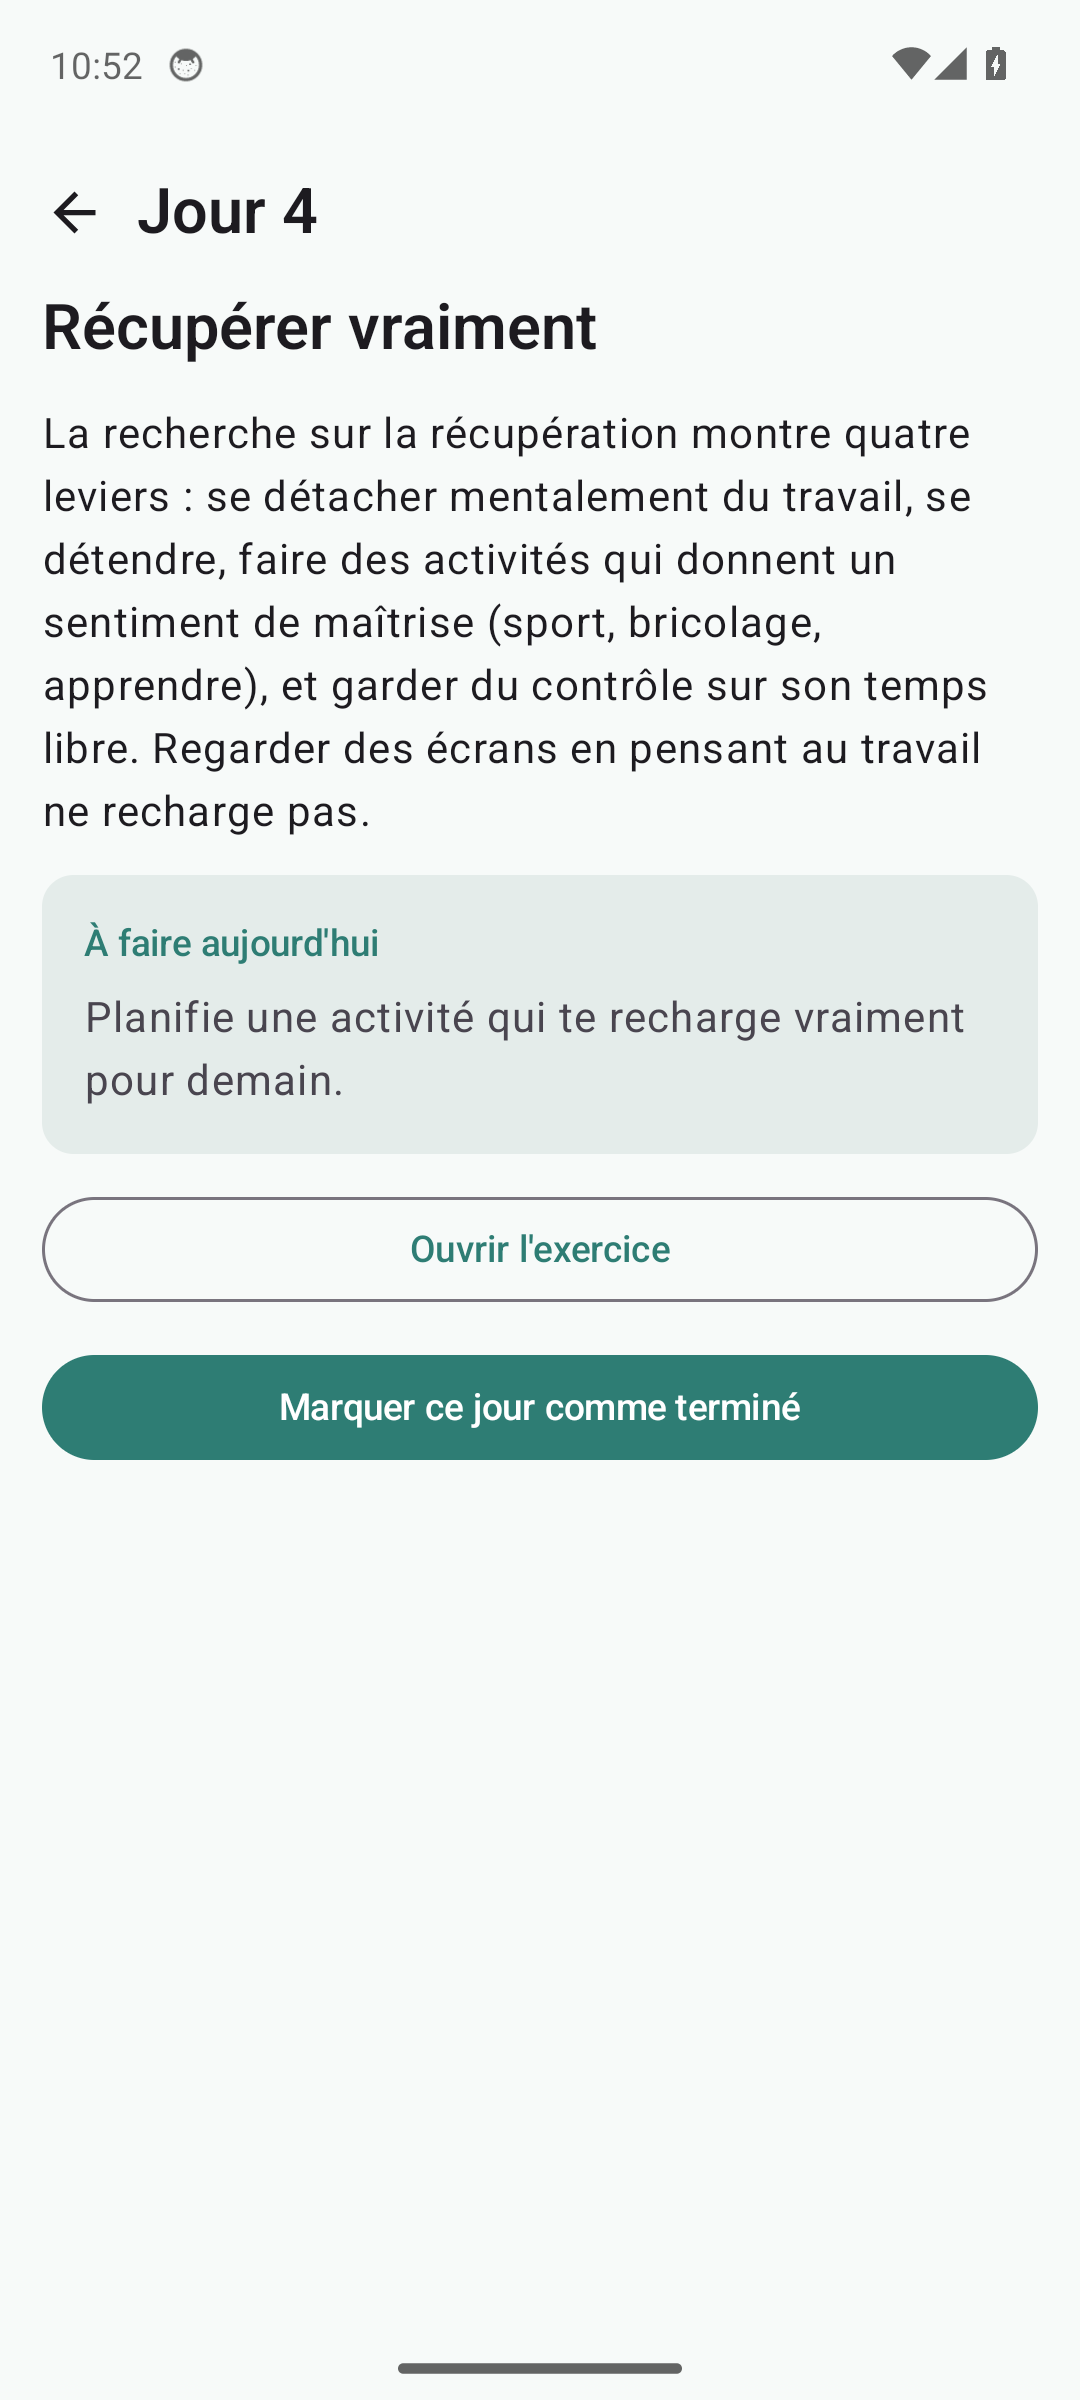 10:52
Jour 4
Récupérer vraiment
La recherche sur la récupération montre quatre
leviers : se détacher mentalement du travail, se
détendre, faire des activités qui donnent un
sentiment de maîtrise (sport, bricolage,
apprendre), et garder du contrôle sur son temps
libre. Regarder des écrans en pensant au travail
ne recharge pas.
À faire aujourd'hui
Planifie une activité qui te recharge vraiment
pour demain.
Ouvrir l'exercice
Marquer ce jour comme terminé